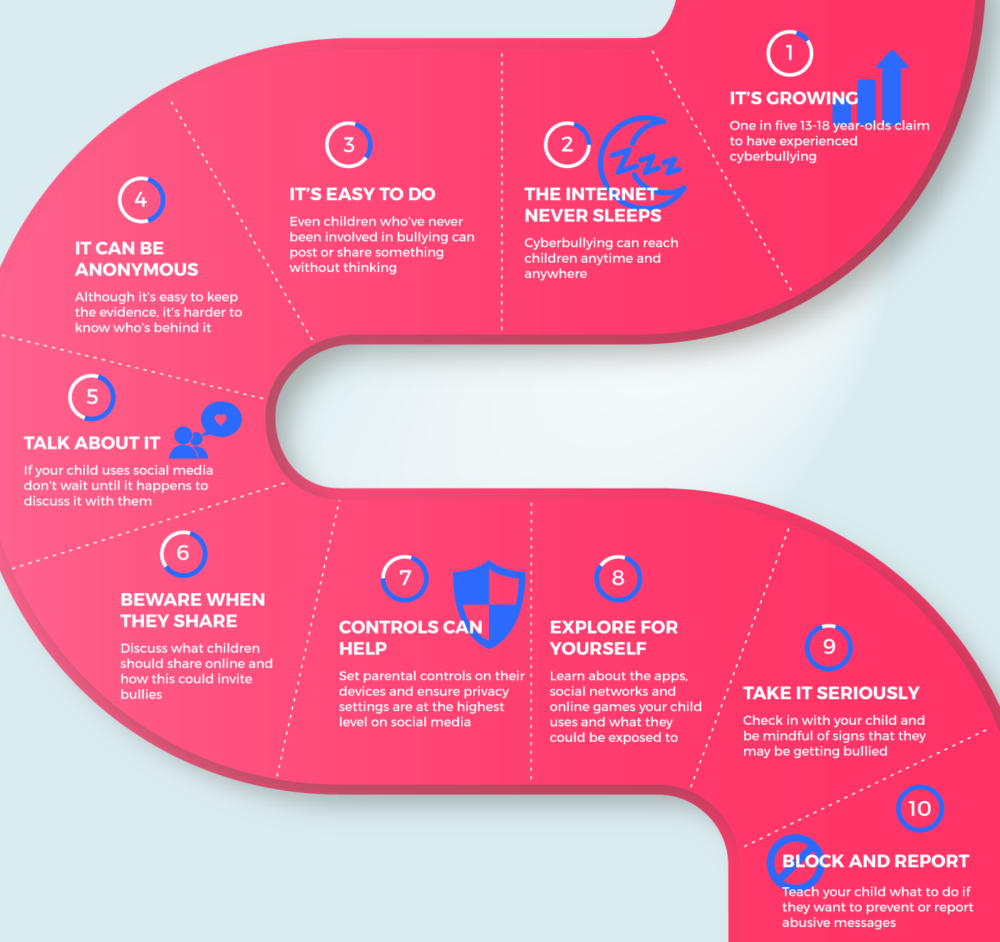 1
IT'S GROWING
One in five 13-18 year-olds claim
to have experienced
cyberbullying
2
THE INTERNET
NEVER SLEEPS
Cyberbullying can reach
children anytime and
anywhere
ZZZ
3
IT'S EASY TO DO
Even children who've never
been involved in bullying can
post or share something
without thinking
4
IT CAN BE
ANONYMOUS
Although it's easy to keep
the evidence, it's harder to
know who's behind it
5
TALK ABOUT IT
If your child uses social media
don't wait until it happens to
discuss it with them
6
BEWARE WHEN
THEY SHARE
Discuss what children
should share online and
how this could invite
bullies
7
CONTROLS CAN
HELP
Set parental controls on their
devices and ensure privacy
settings are at the highest
level on social media
8
EXPLORE FOR
YOURSELF
Learn about the apps,
social networks and
online games your child
uses and what they
could be exposed to
9
TAKE IT SERIOUSLY
Check in with your child and
be mindful of signs that they
may be getting bullied
10
BLOCK AND REPORT
Teach your child what to do if
they want to prevent or report
abusive messages